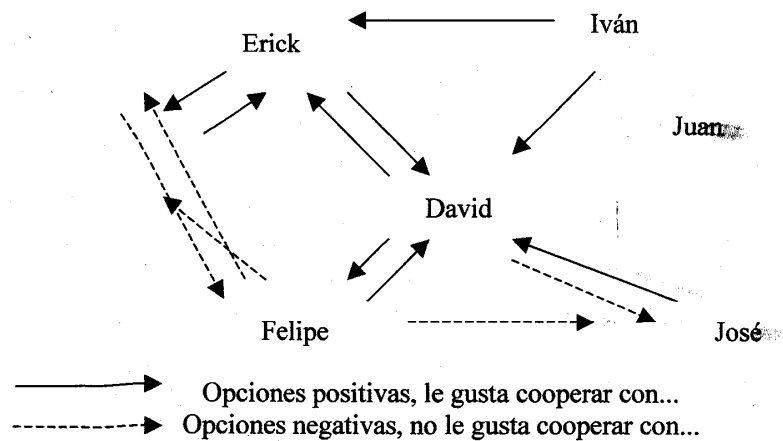 Erick
Iván
Juan
David
Felipe
José
Opciones positivas, le gusta cooperar con...
Opciones negativas, no le gusta cooperar con...